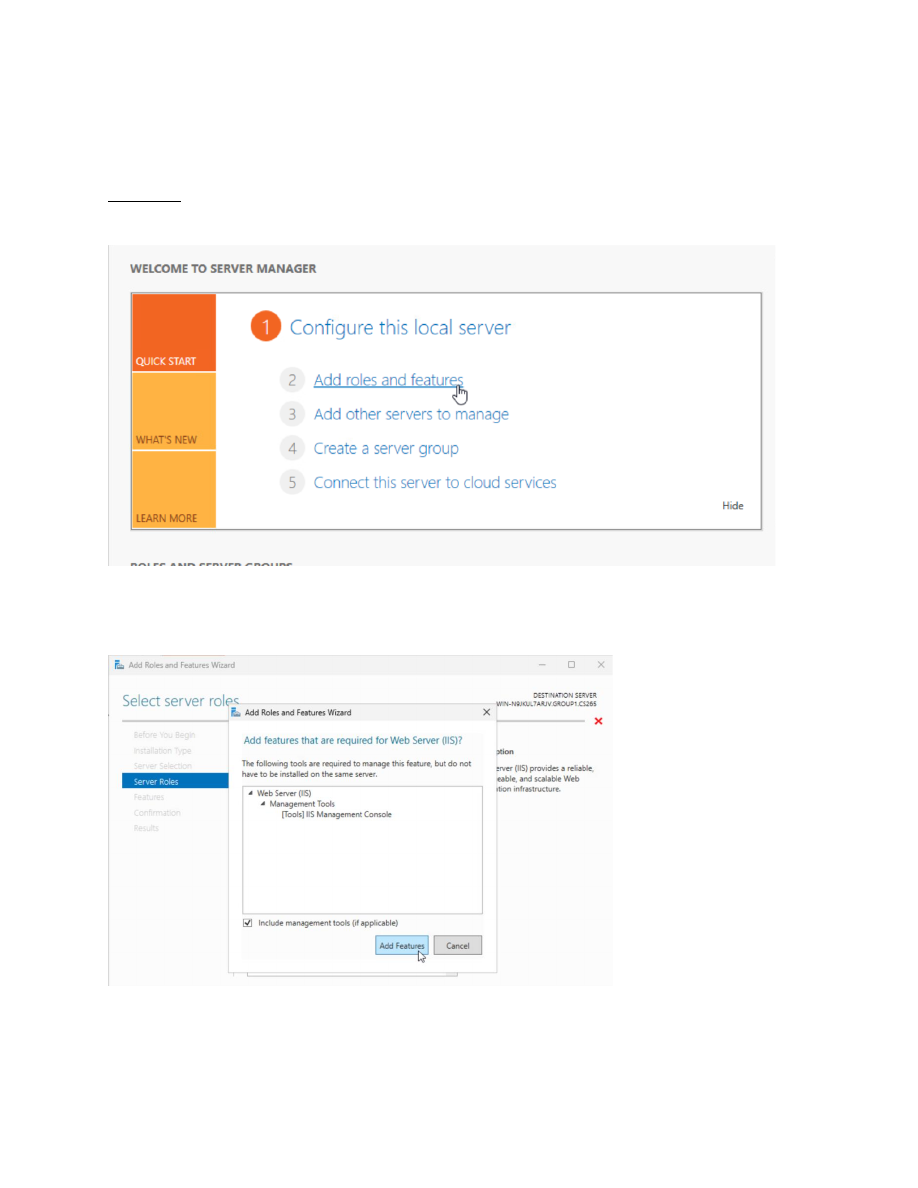 WELCOME TO SERVER MANAGER
1 Configure this local server
QUICK START
2 Add roles and features
3 Add other servers to manage
WHAT'S NEW
4 Create a server group
5 Connect this server to cloud services
Hide
LEARN MORE
ROLES AND SERVER GROUPS
Add Roles and Features Wizard
Select server roles
DESTINATION SERVER
WIN-N9JKUL7ARJV.GROUP1.CS265
Before You Begin
Installation Type
Server Selection
Server Roles
Features
Confirmation
Results
Add Roles and Features Wizard
Add features that are required for Web Server (IIS)?
The following tools are required to manage this feature, but do not
have to be installed on the same server.
Web Server (IIS)
Management Tools
[Tools] IIS Management Console
Include management tools (if applicable)
Add Features
Cancel
ption
erver (IIS) provides a reliable,
eable, and scalable Web
ation infrastructure.